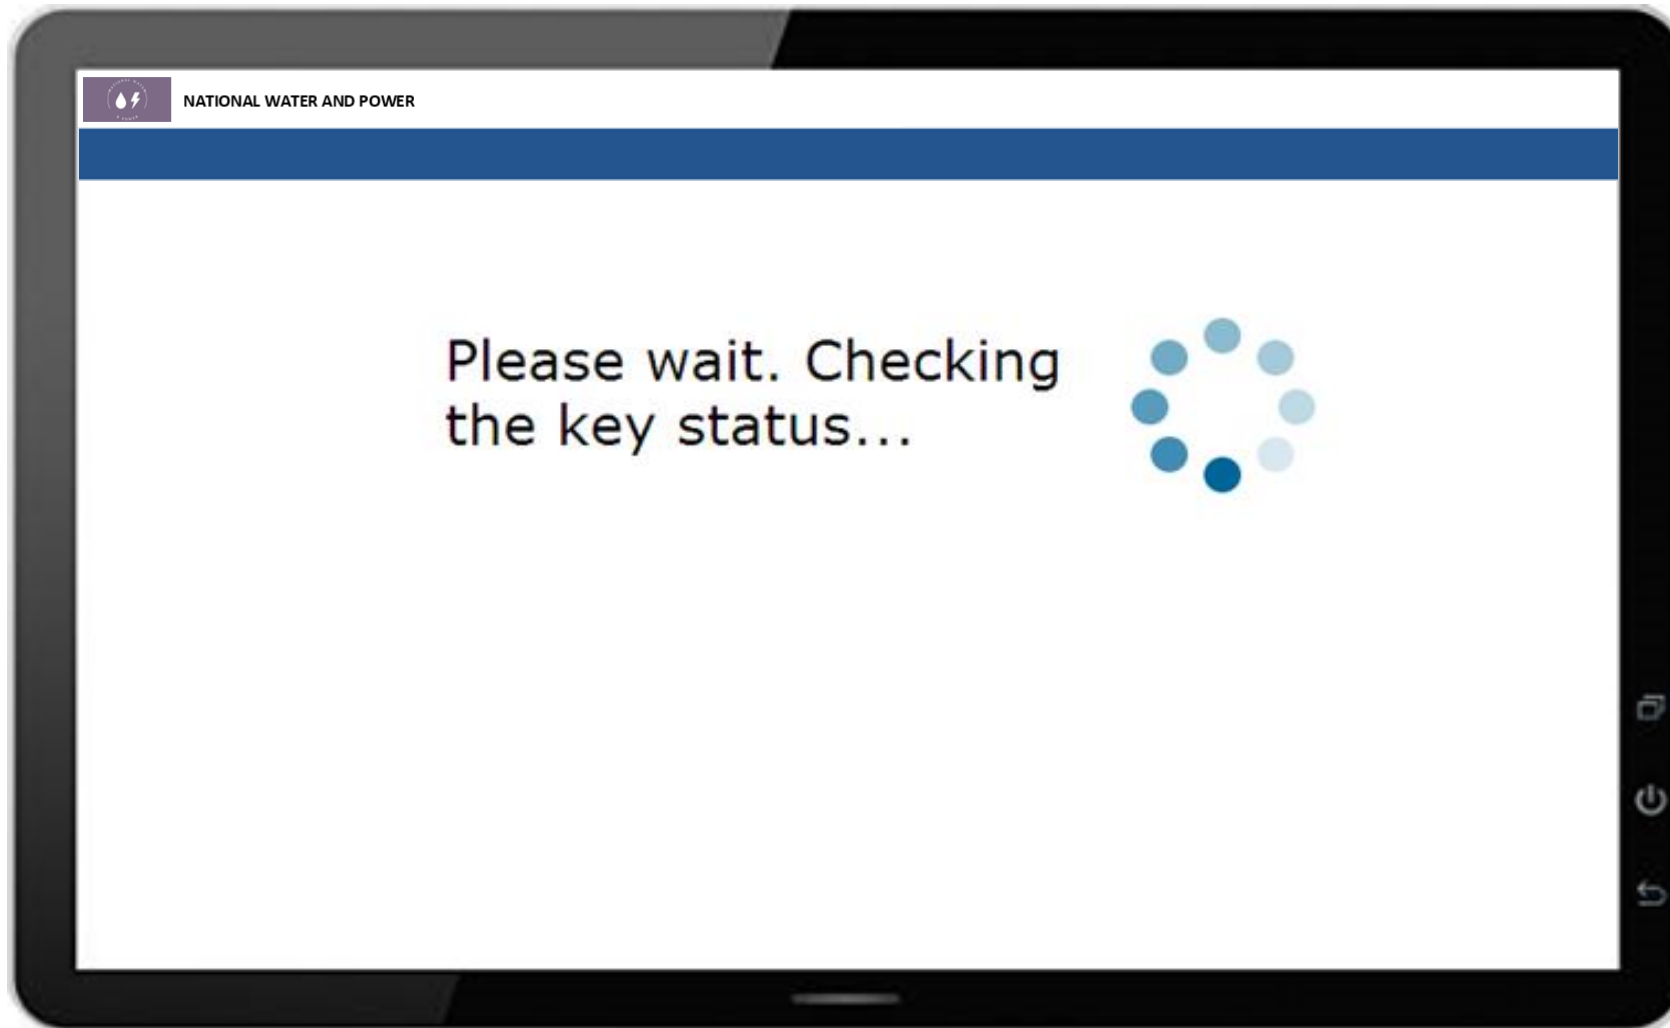 NATIONAL WATER AND POWER
Please wait. Checking
the key status...